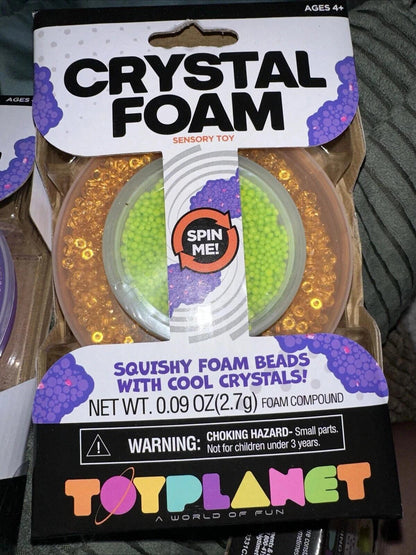 AGES 4+
CRYSTAL
FOAM
SENSORY TOY
AGES
SPIN
ME!
SQUISHY FOAM BEADS
WITH COOL CRYSTALS!
NET WT. 0.09 OZ(2.7g) FOAM COMPOUND
WARNING: CHOKING HAZARD- Small parts.
Not for children under 3 years.
TOYPLANET
A WORLD OF FUN